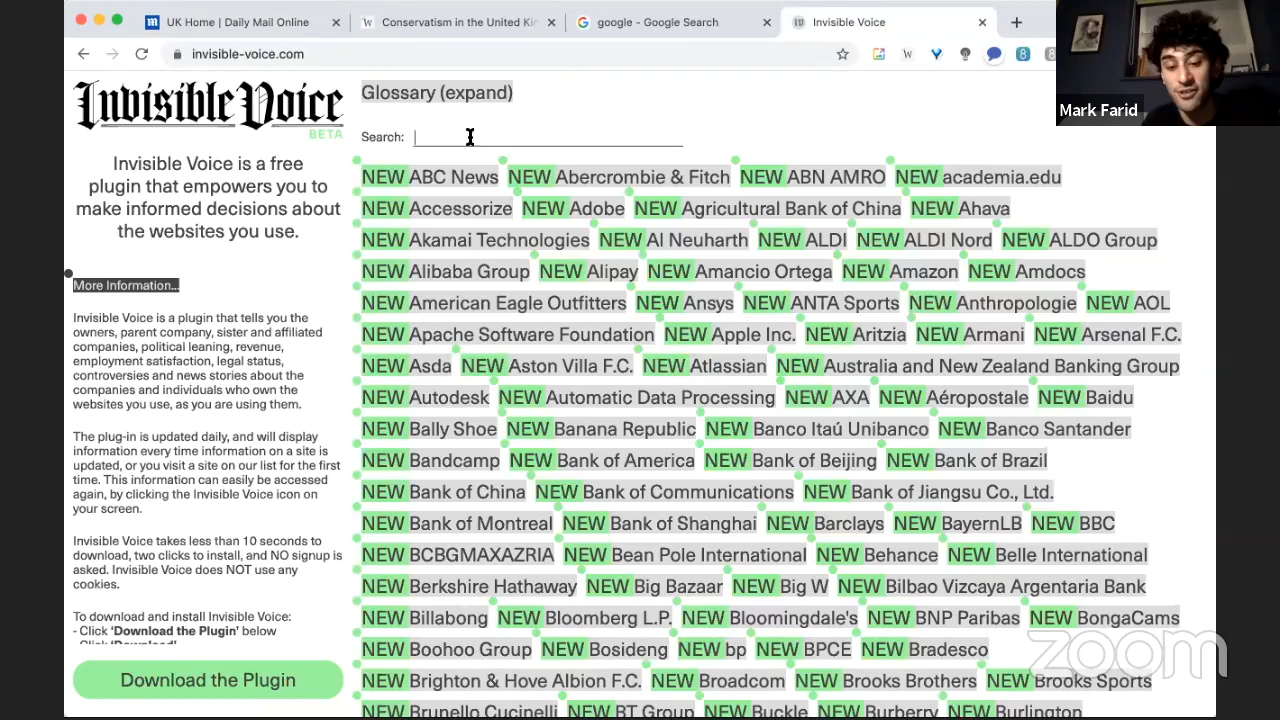 UK Home | Daily Mail Online
Conservatism in the United Kin
google - Google Search
Invisible Voice
invisible-voice.com
Mark Farid
Invisible Voice
BETA
Invisible Voice is a free
plugin that empowers you to
make informed decisions about
the websites you use.
More Information...
Invisible Voice is a plugin that tells you the
owners, parent company, sister and affiliated
companies, political leaning, revenue,
employment satisfaction, legal status,
controversies and news stories about the
companies and individuals who own the
websites you use, as you are using them.
The plug-in is updated daily, and will display
information every time information on a site is
updated, or you visit a site on our list for the first
time. This information can easily be accessed
again, by clicking the Invisible Voice icon on
your screen.
Invisible Voice takes less than 10 seconds to
download, two clicks to install, and NO signup is
asked. Invisible Voice does NOT use any
cookies.
To download and install Invisible Voice:
- Click 'Download the Plugin' below
- Click 'Download'
Download the Plugin
Glossary (expand)
Search:
NEW ABC News NEW Abercrombie & Fitch NEW ABN AMRO NEW academia.edu
NEW Accessorize NEW Adobe NEW Agricultural Bank of China NEW Ahava
NEW Akamai Technologies NEW Al Neuharth NEW ALDI NEW ALDI Nord NEW ALDO Group
NEW Alibaba Group NEW Alipay NEW Amancio Ortega NEW Amazon NEW Amdocs
NEW American Eagle Outfitters NEW Ansys NEW ANTA Sports NEW Anthropologie NEW AOL
NEW Apache Software Foundation NEW Apple Inc. NEW Aritzia NEW Armani NEW Arsenal F.C.
NEW Asda NEW Aston Villa F.C. NEW Atlassian NEW Australia and New Zealand Banking Group
NEW Autodesk NEW Automatic Data Processing NEW AXA NEW Aéropostale NEW Baidu
NEW Bally Shoe NEW Banana Republic NEW Banco Itaú Unibanco NEW Banco Santander
NEW Bandcamp NEW Bank of America NEW Bank of Beijing NEW Bank of Brazil
NEW Bank of China NEW Bank of Communications NEW Bank of Jiangsu Co., Ltd.
NEW Bank of Montreal NEW Bank of Shanghai NEW Barclays NEW BayernLB NEW BBC
NEW BCBGMAXAZRIA NEW Bean Pole International NEW Behance NEW Belle International
NEW Berkshire Hathaway NEW Big Bazaar NEW Big W NEW Bilbao Vizcaya Argentaria Bank
NEW Billabong NEW Bloomberg L.P. NEW Bloomingdale's NEW BNP Paribas NEW BongaCams
NEW Boohoo Group NEW Bosideng NEW bp NEW BPCE NEW Bradesco
NEW Brighton & Hove Albion F.C. NEW Broadcom NEW Brooks Brothers NEW Brooks Sports
NEW Brunello Cucinelli NEW BT Group NEW Buckle NEW Burberry NEW Burlington
zoom